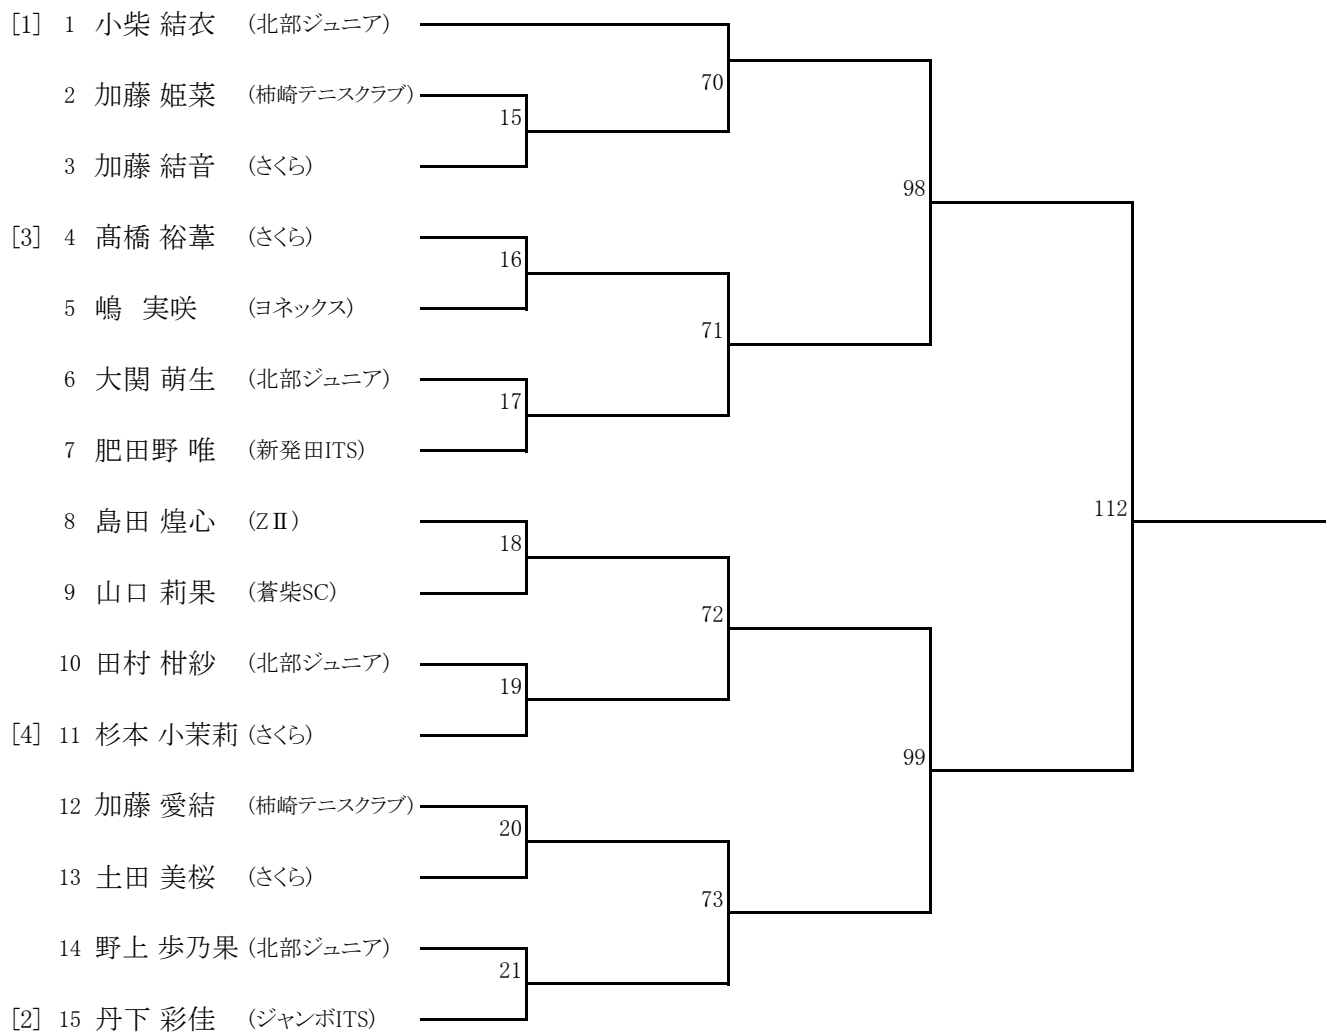 [1] 1 小柴 結衣 (北部ジュニア)
70
2 加藤 姫菜 (柿崎テニスクラブ)
15
3 加藤 結音 (さくら)
98
[3] 4 髙橋 裕葦 (さくら)
16
5 嶋 実咲 (ヨネックス)
71
6 大関 萌生 (北部ジュニア)
17
7 肥田野 唯 (新発田ITS)
112
8 島田 煌心 (ZⅡ)
18
9 山口 莉果 (蒼柴SC)
72
10 田村 柑紗 (北部ジュニア)
19
[4] 11 杉本 小茉莉 (さくら)
99
12 加藤 愛結 (柿崎テニスクラブ)
20
13 土田 美桜 (さくら)
73
14 野上 歩乃果 (北部ジュニア)
21
[2] 15 丹下 彩佳 (ジャンボITS)